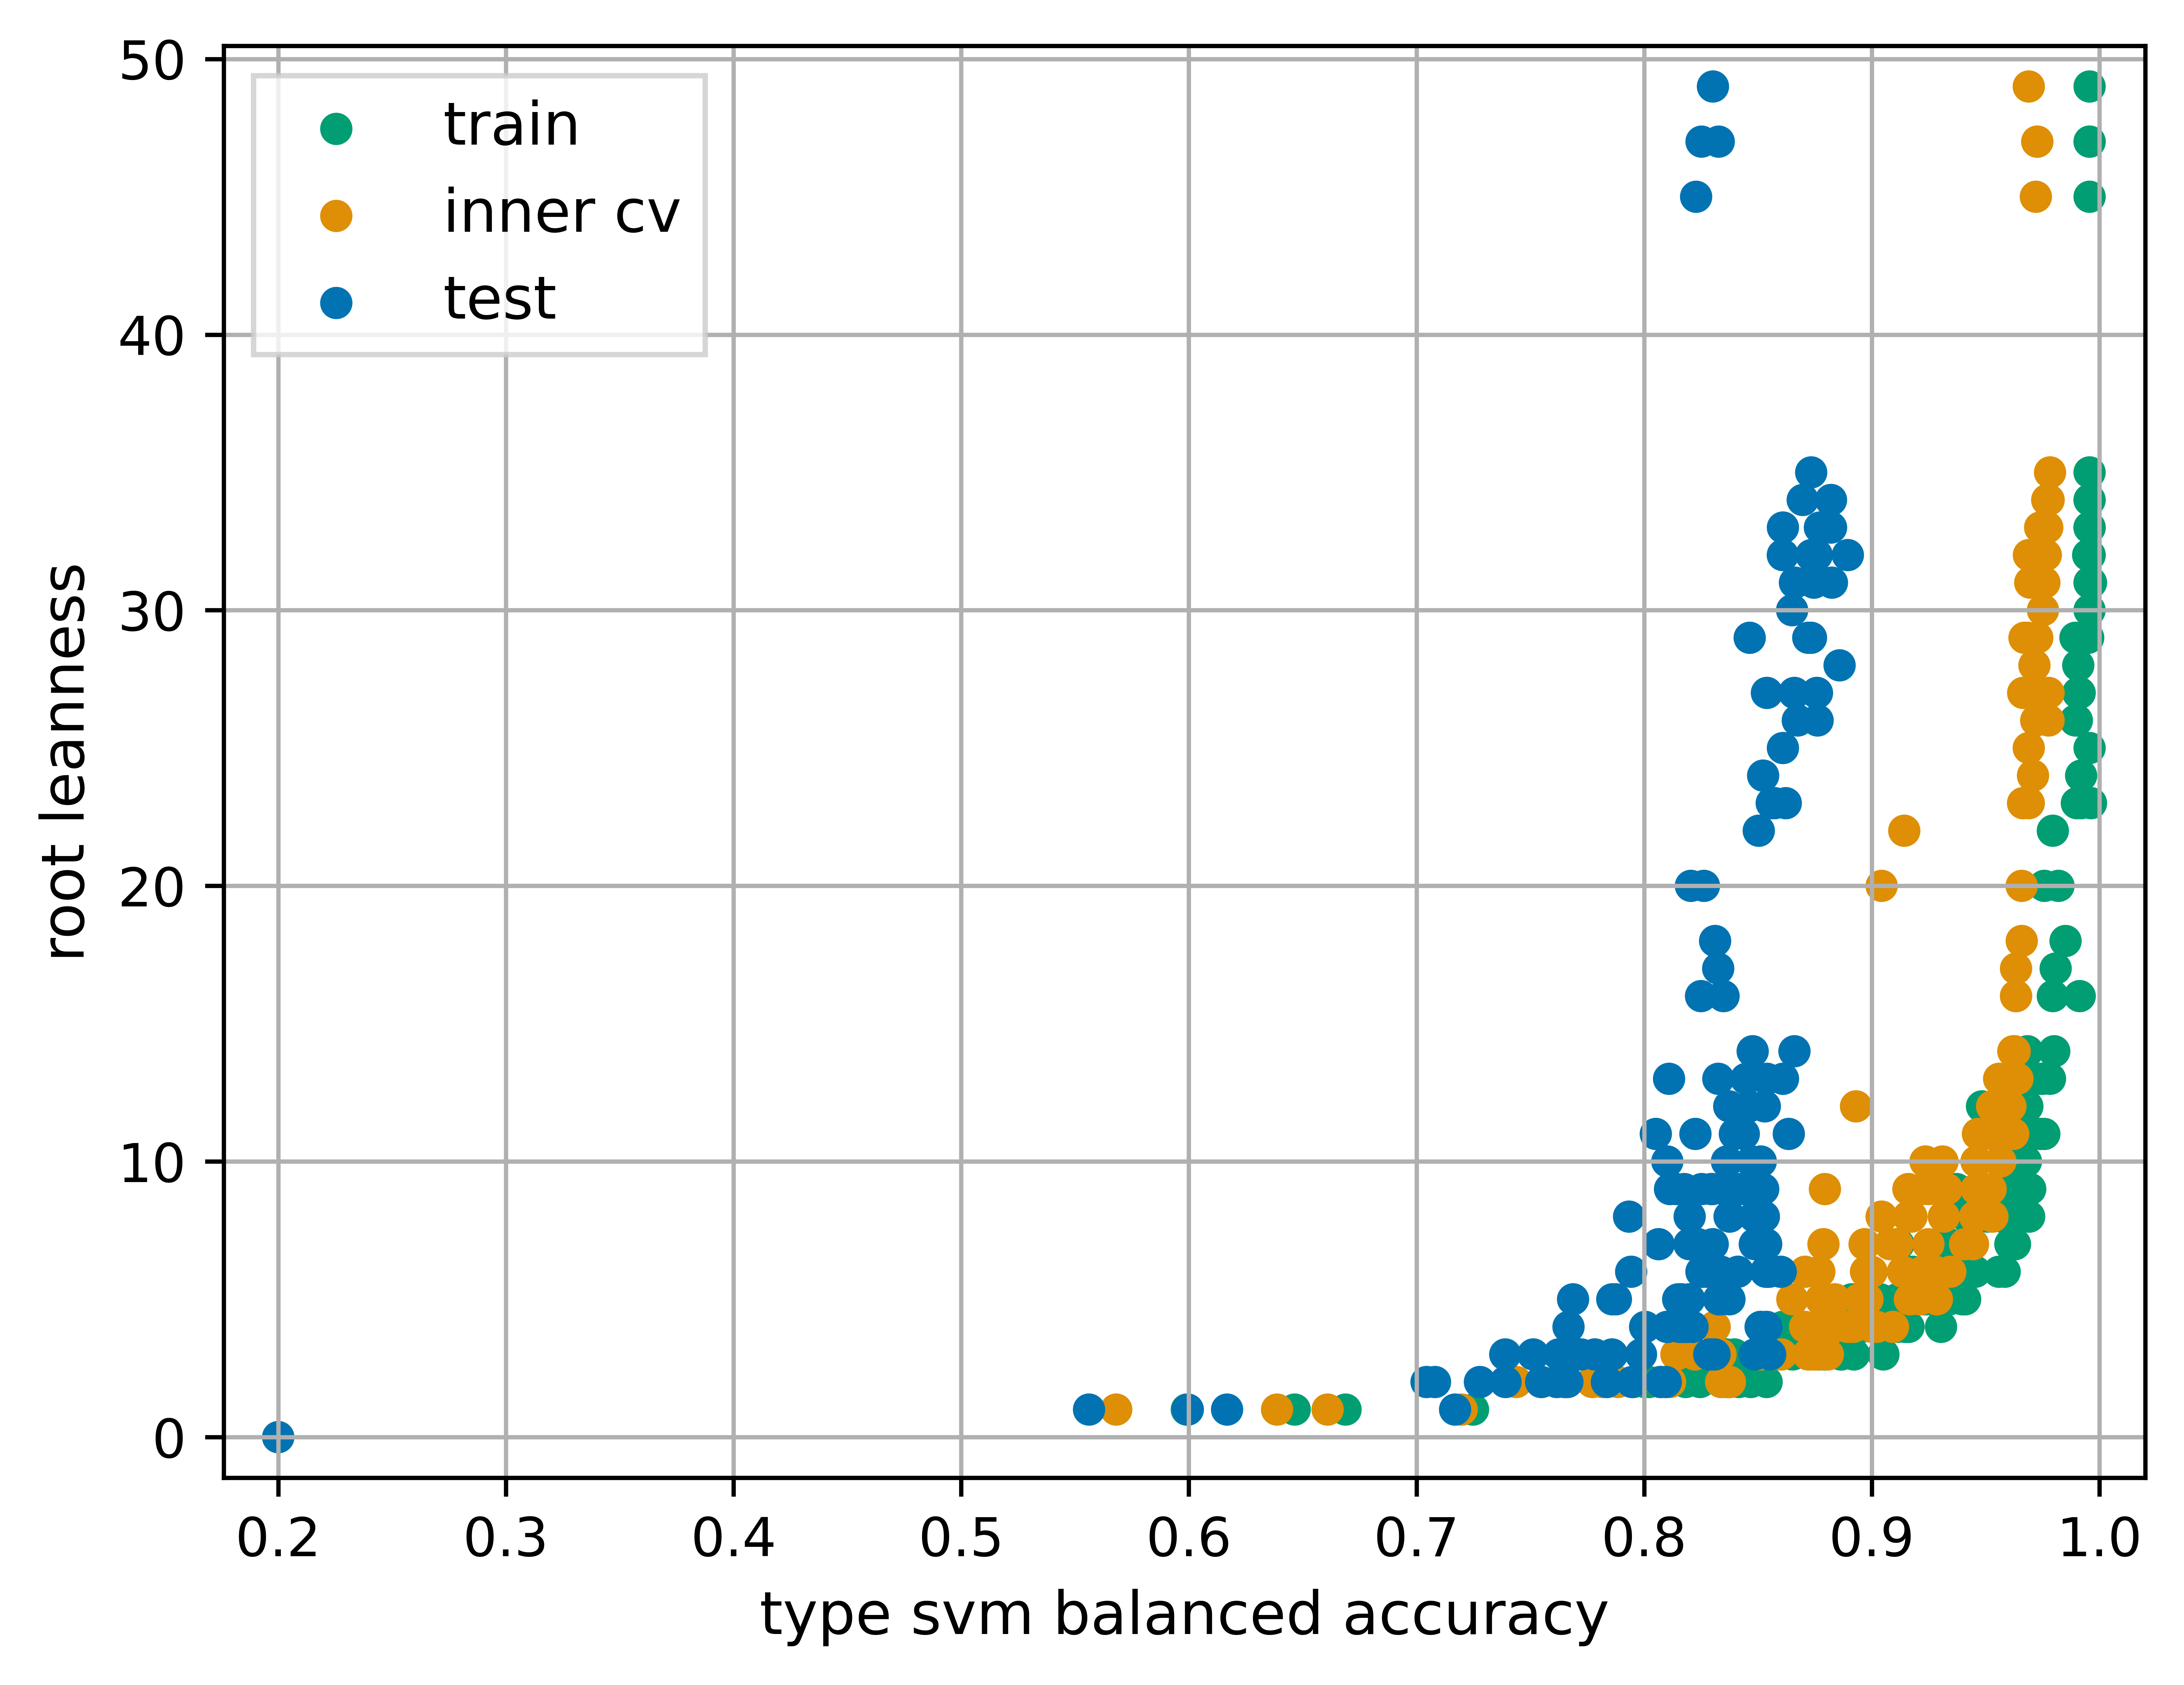 50
40
30
20
10
0
root leanness
train
inner cv
test
0.2 0.3 0.4 0.5 0.6 0.7 0.8 0.9 1.0
type svm balanced accuracy